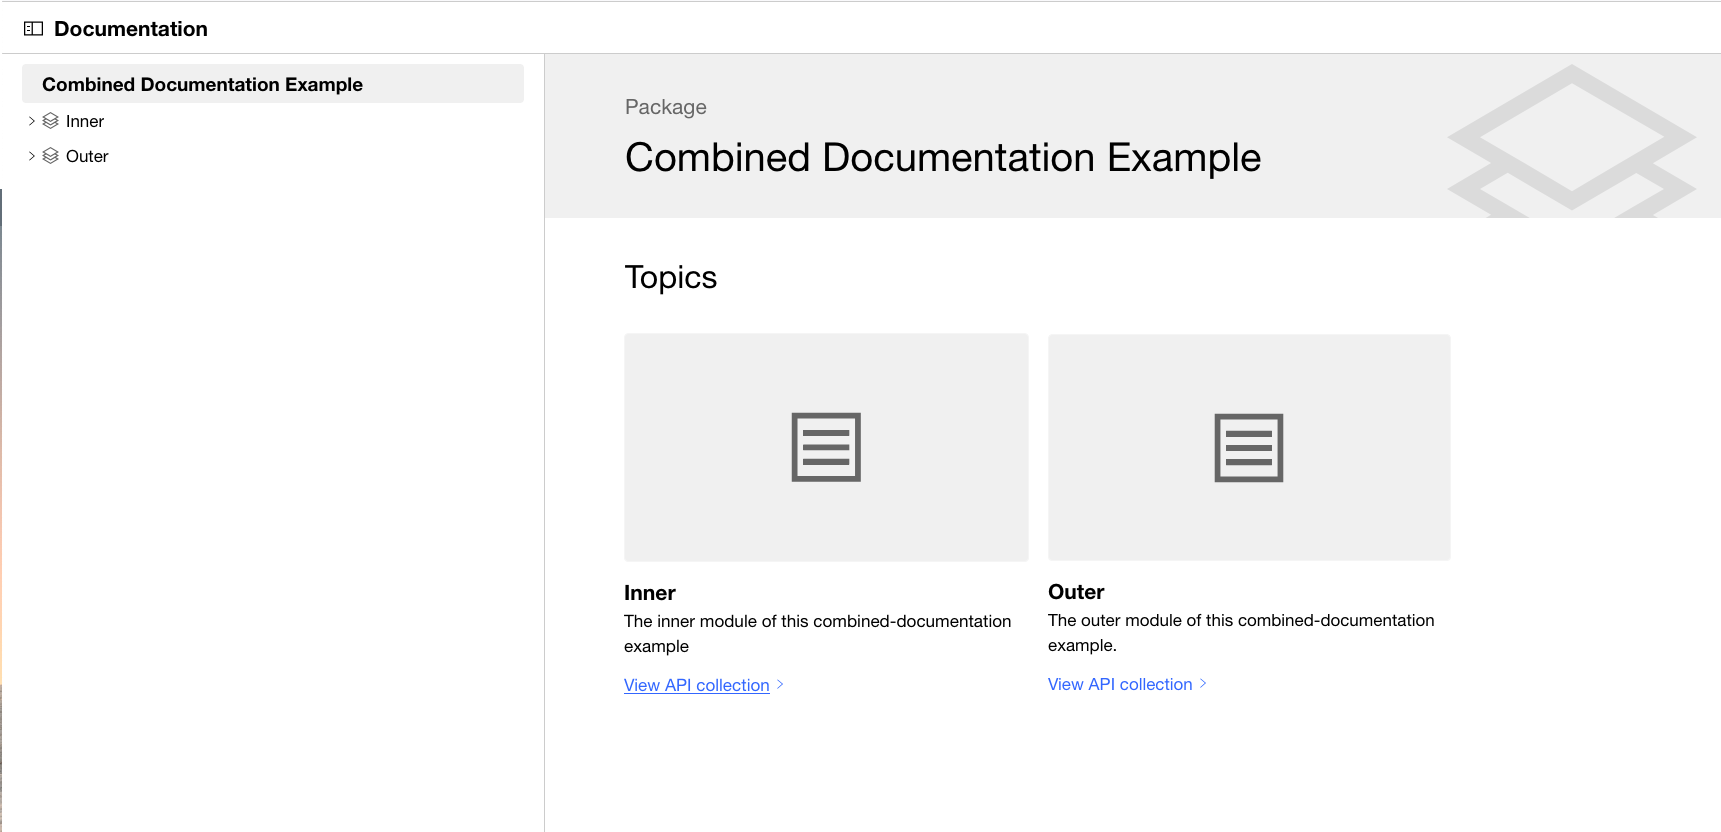 Documentation
Combined Documentation Example
Inner
Outer
Package
Combined Documentation Example
Topics
Inner
The inner module of this combined-documentation
example
View API collection
Outer
The outer module of this combined-documentation
example.
View API collection